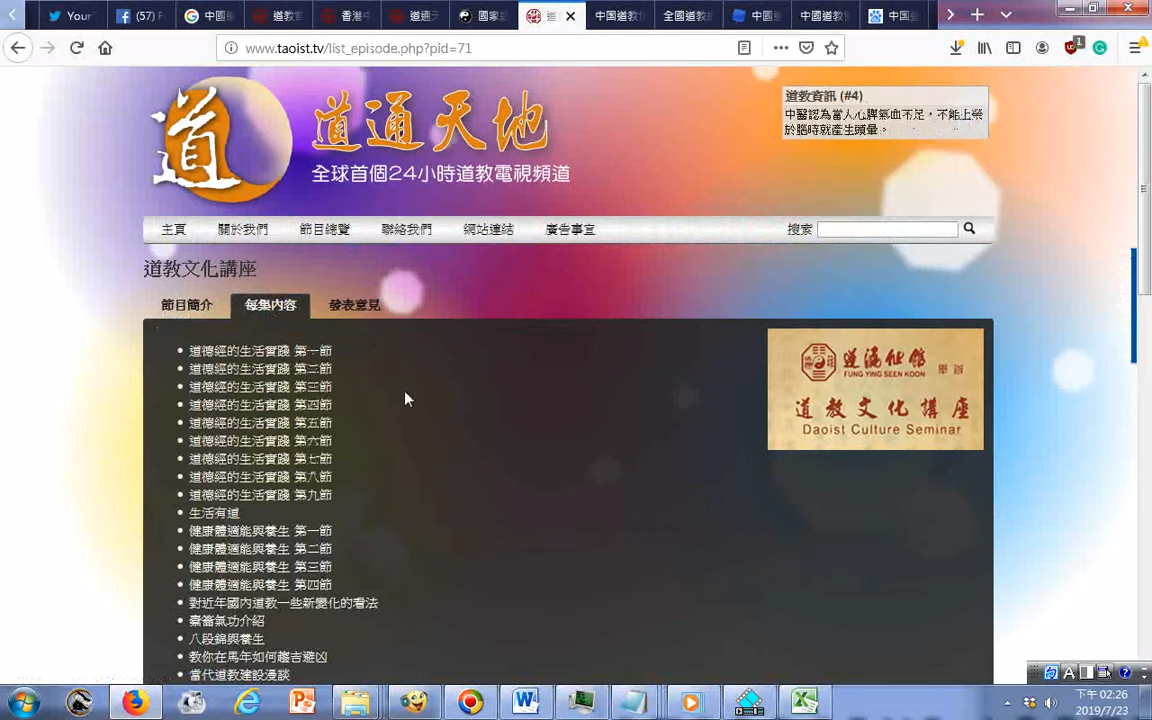 Your
(57)
中國
道教
香港
道通天
國家
道
中国道教
全國道教
中國
中國道教
中国
www.taoist.tv/list_episode.php?pid=71
1
道
道通天地
全球首個24小時道教電視頻道
道教資訊 (#4)
中醫認為當人心脾氣血不足，不能上榮
於腦時就產生頭暈。
主頁
關於我們
節目總覽
聯絡我們
網站連結
廣告事宜
搜索
道教文化講座
節目簡介
每集內容
發表意見
道德經的生活實踐 第一節
道德經的生活實踐 第二節
道德經的生活實踐 第三節
道德經的生活實踐 第四節
道德經的生活實踐 第五節
道德經的生活實踐 第六節
道德經的生活實踐 第七節
道德經的生活實踐 第八節
道德經的生活實踐 第九節
生活有道
健康體適能與養生 第一節
健康體適能與養生 第二節
健康體適能與養生 第三節
健康體適能與養生 第四節
對近年國內道教一些新變化的看法
橐籥氣功介紹
八段錦與養生
教你在馬年如何趨吉避凶
當代道教建設漫談
FUNG YING SEEN KOON
舉辦
道教文化講座
Daoist Culture Seminar
下午 02:26
2019/7/23